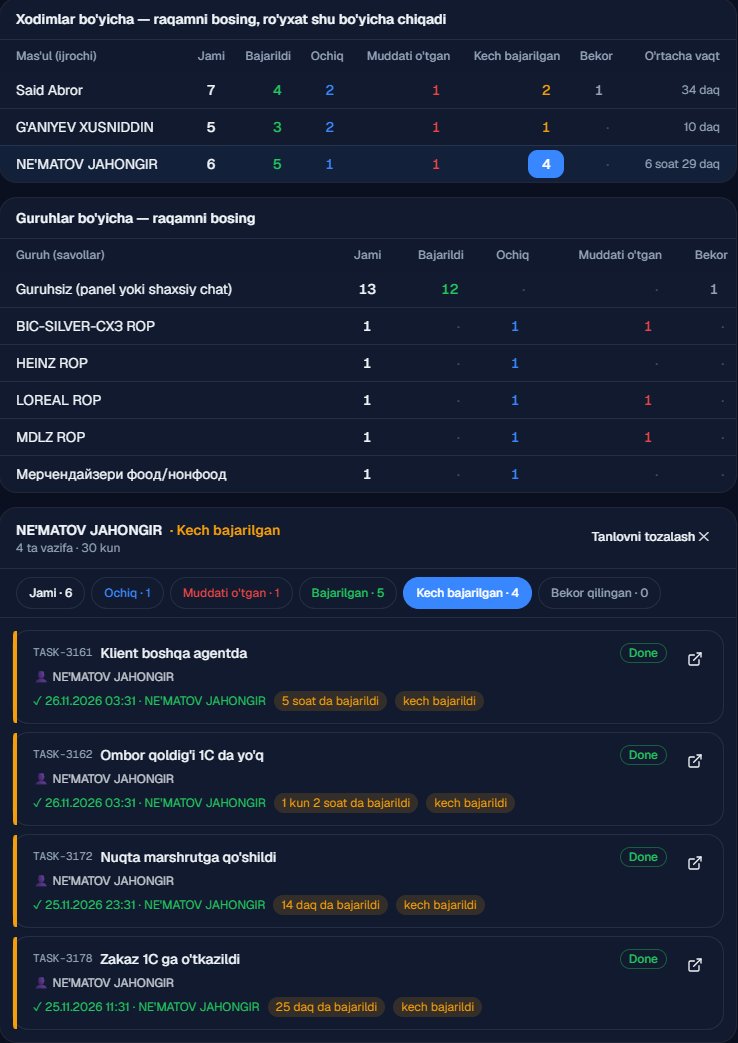 Xodimlar bo'yicha — raqamni bosing, ro'yxat shu bo'yicha chiqadi
Mas'ul (ijrochi) Jami Bajarildi Ochiq Muddati o'tgan Kech bajarilgan Bekor O'rtacha vaqt
Said Abror 7 4 2 1 2 1 34 daq
G'ANIYEV XUSNIDDIN 5 3 2 1 1 · 10 daq
NE'MATOV JAHONGIR 6 5 1 1 4 · 6 soat 29 daq
Guruhlar bo'yicha — raqamni bosing
Guruh (savollar) Jami Bajarildi Ochiq Muddati o'tgan Bekor
Guruhsiz (panel yoki shaxsiy chat) 13 12 · · 1
BIC-SILVER-CX3 ROP 1 · 1 1 ·
HEINZ ROP 1 · 1 · ·
LOREAL ROP 1 · 1 1 ·
MDLZ ROP 1 · 1 1 ·
Мерчендайзери фоод/нонфоод 1 · 1 · ·
NE'MATOV JAHONGIR · Kech bajarilgan
4 ta vazifa · 30 kun
Tanlovni tozalash ✕
Jami · 6 Ochiq · 1 Muddati o'tgan · 1 Bajarilgan · 5 Kech bajarilgan · 4 Bekor qilingan · 0
TASK-3161 Klient boshqa agentda Done
NE'MATOV JAHONGIR
✓ 26.11.2026 03:31 · NE'MATOV JAHONGIR 5 soat da bajarildi kech bajarildi
TASK-3162 Ombor qoldig'i 1C da yo'q Done
NE'MATOV JAHONGIR
✓ 26.11.2026 03:31 · NE'MATOV JAHONGIR 1 kun 2 soat da bajarildi kech bajarildi
TASK-3172 Nuqta marshrutga qo'shildi Done
NE'MATOV JAHONGIR
✓ 25.11.2026 23:31 · NE'MATOV JAHONGIR 14 daq da bajarildi kech bajarildi
TASK-3178 Zakaz 1C ga o'tkazildi Done
NE'MATOV JAHONGIR
✓ 25.11.2026 11:31 · NE'MATOV JAHONGIR 25 daq da bajarildi kech bajarildi